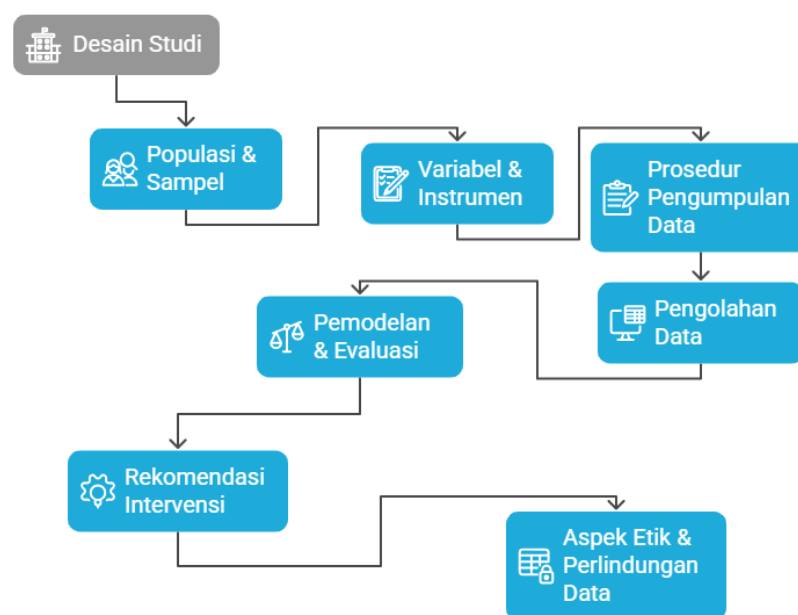 Desain Studi
Populasi &
Sampel
Variabel &
Instrumen
Prosedur
Pengumpulan
Data
Pengolahan
Data
Pemodelan
& Evaluasi
Rekomendasi
Intervensi
Aspek Etik &
Perlindungan
Data